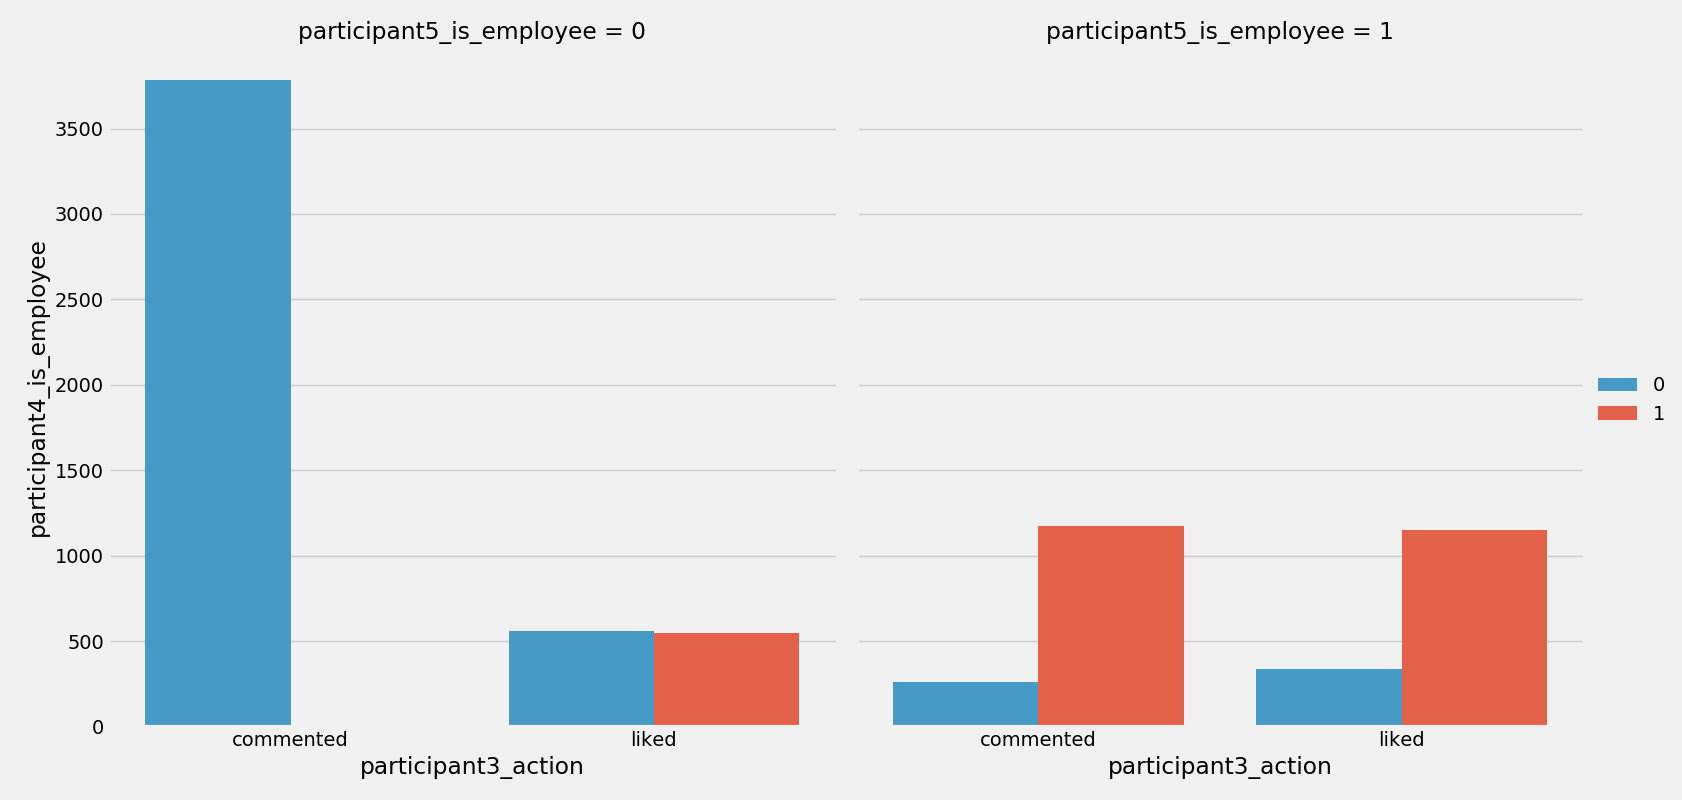 participant5_is_employee = 0
participant5_is_employee = 1
participant4_is_employee
3500
3000
2500
2000
1500
1000
500
0
commented
liked
participant3_action
commented
liked
participant3_action
0
1